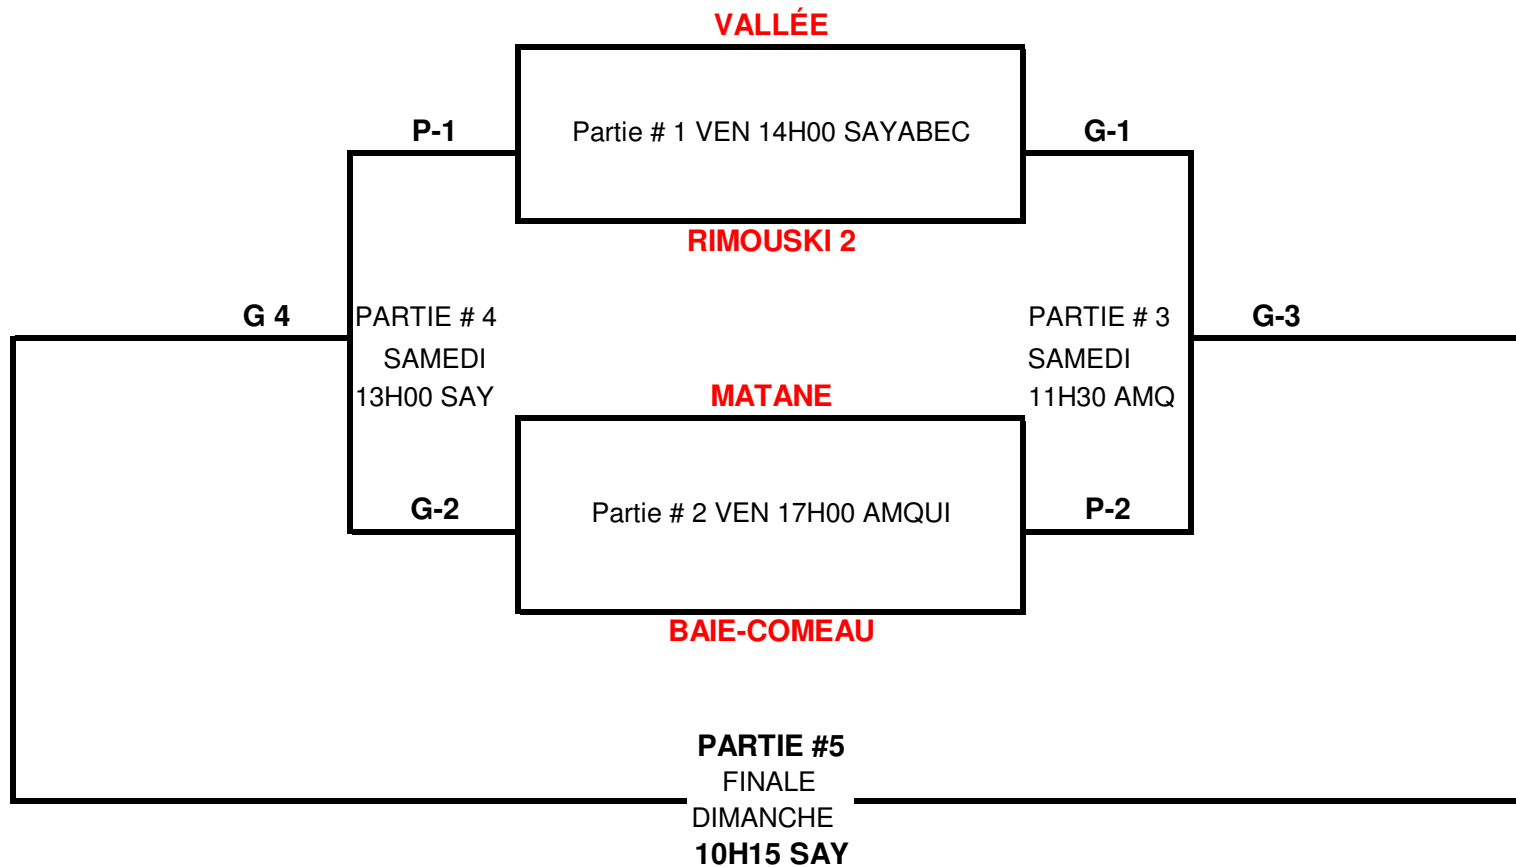 VALLÉE
P-1
Partie # 1 VEN 14H00 SAYABEC
G-1
RIMOUSKI 2
G 4
PARTIE # 4
SAMEDI
13H00 SAY
PARTIE # 3
SAMEDI
11H30 AMQ
G-3
MATANE
G-2
Partie # 2 VEN 17H00 AMQUI
P-2
BAIE-COMEAU
PARTIE #5
FINALE
DIMANCHE
10H15 SAY